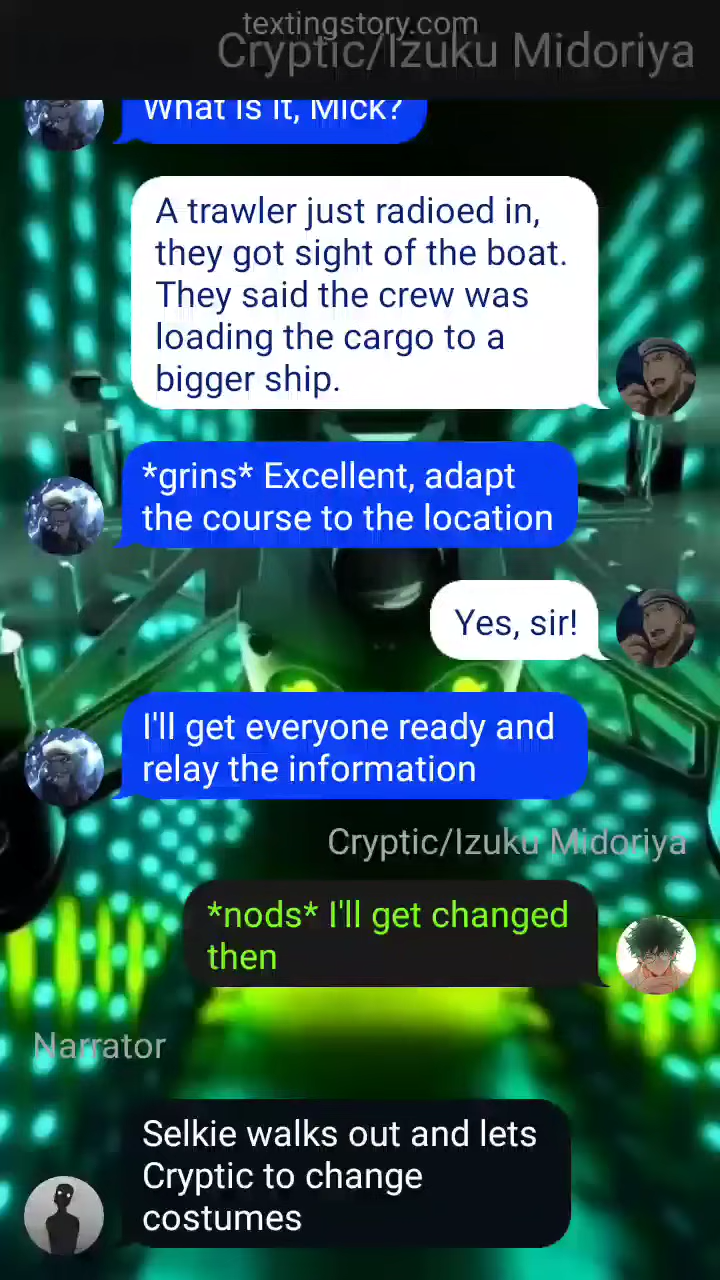 textingstory.com
Cryptic/Izuku Midoriya
What is it, Mick?
A trawler just radioed in,
they got sight of the boat.
They said the crew was
loading the cargo to a
bigger ship.
*grins* Excellent, adapt
the course to the location
Yes, sir!
I'll get everyone ready and
relay the information
Cryptic/Izuku Midoriya
*nods* I'll get changed
then
Narrator
Selkie walks out and lets
Cryptic to change
costumes